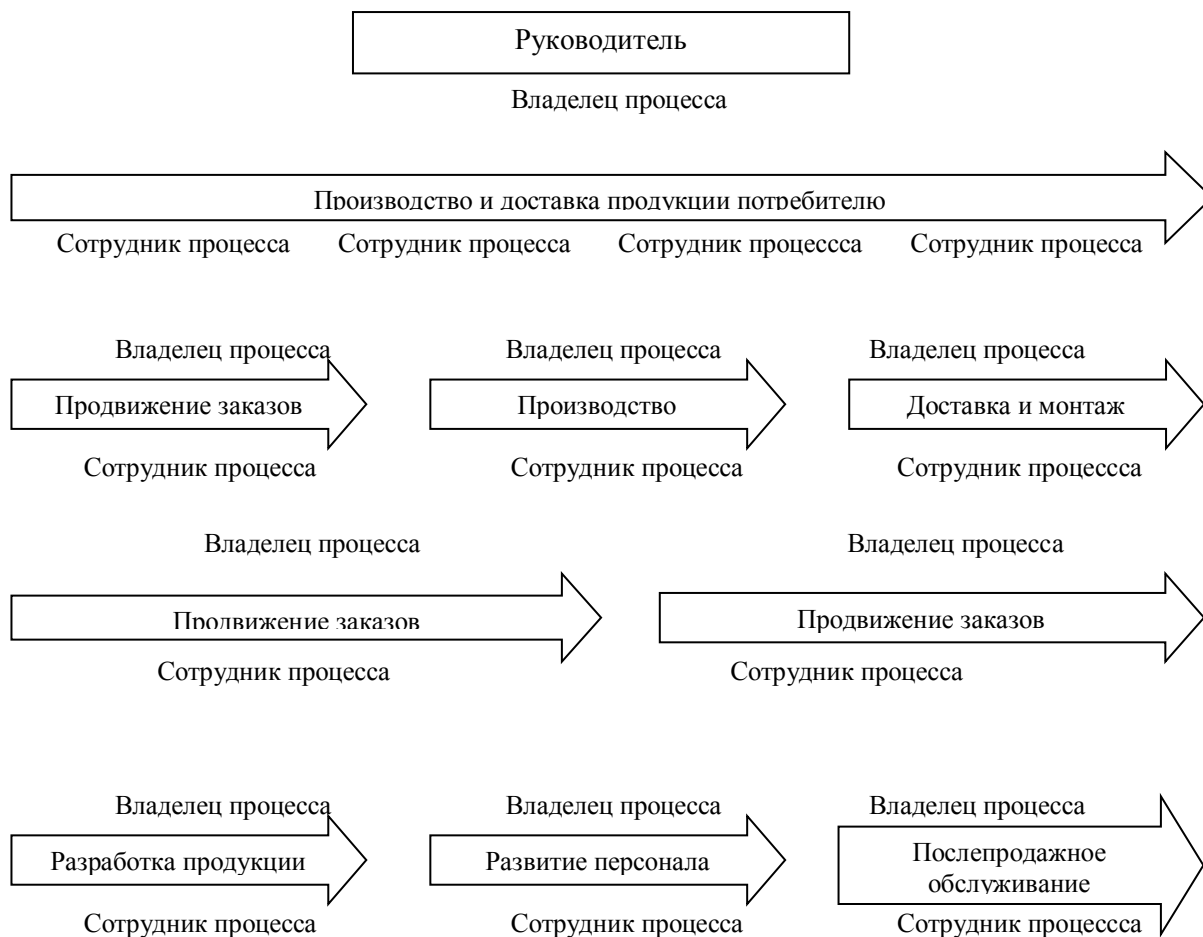 Руководитель
Владелец процесса
Производство и доставка продукции потребителю
Сотрудник процесса Сотрудник процесса Сотрудник процессса Сотрудник процесса
Владелец процесса Владелец процесса Владелец процесса
Продвижение заказов Производство Доставка и монтаж
Сотрудник процесса Сотрудник процесса Сотрудник процессса
Владелец процесса Владелец процесса
Продвижение заказов Продвижение заказов
Сотрудник процесса Сотрудник процесса
Владелец процесса Владелец процесса Владелец процесса
Разработка продукции Развитие персонала Послепродажное
обслуживание
Сотрудник процесса Сотрудник процесса Сотрудник процессса